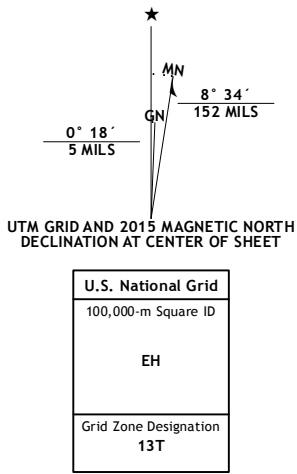 ★
MN
8° 34´
152 MILS
GN
0° 18´
5 MILS
UTM GRID AND 2015 MAGNETIC NORTH
DECLINATION AT CENTER OF SHEET
U.S. National Grid
100,000-m Square ID
EH
Grid Zone Designation
13T